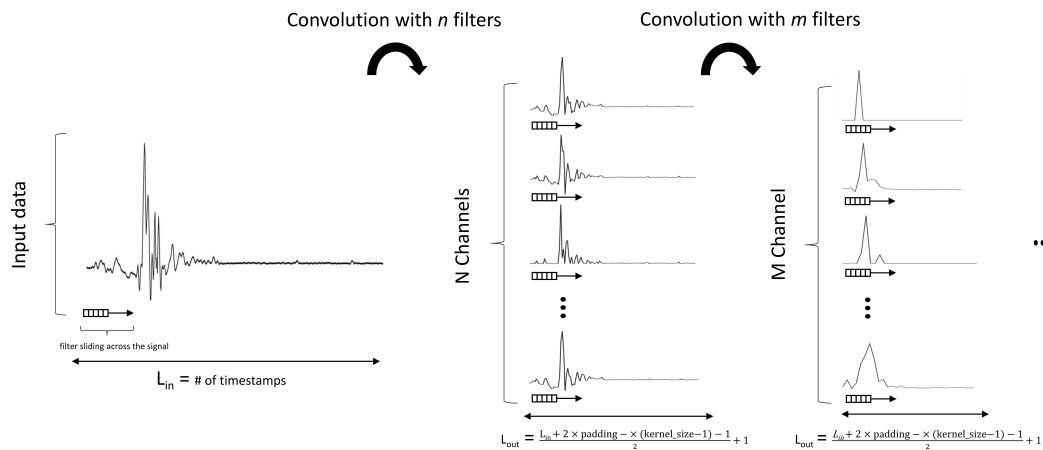 Convolution with n filters
Convolution with m filters
Input data
N Channels
M Channel
filter sliding across the signal
L_in = # of timestamps
L_out = (L_in + 2 × padding − × (kernel_size−1) − 1)/2 + 1
L_out = (L_in + 2 × padding − × (kernel_size−1) − 1)/2 + 1